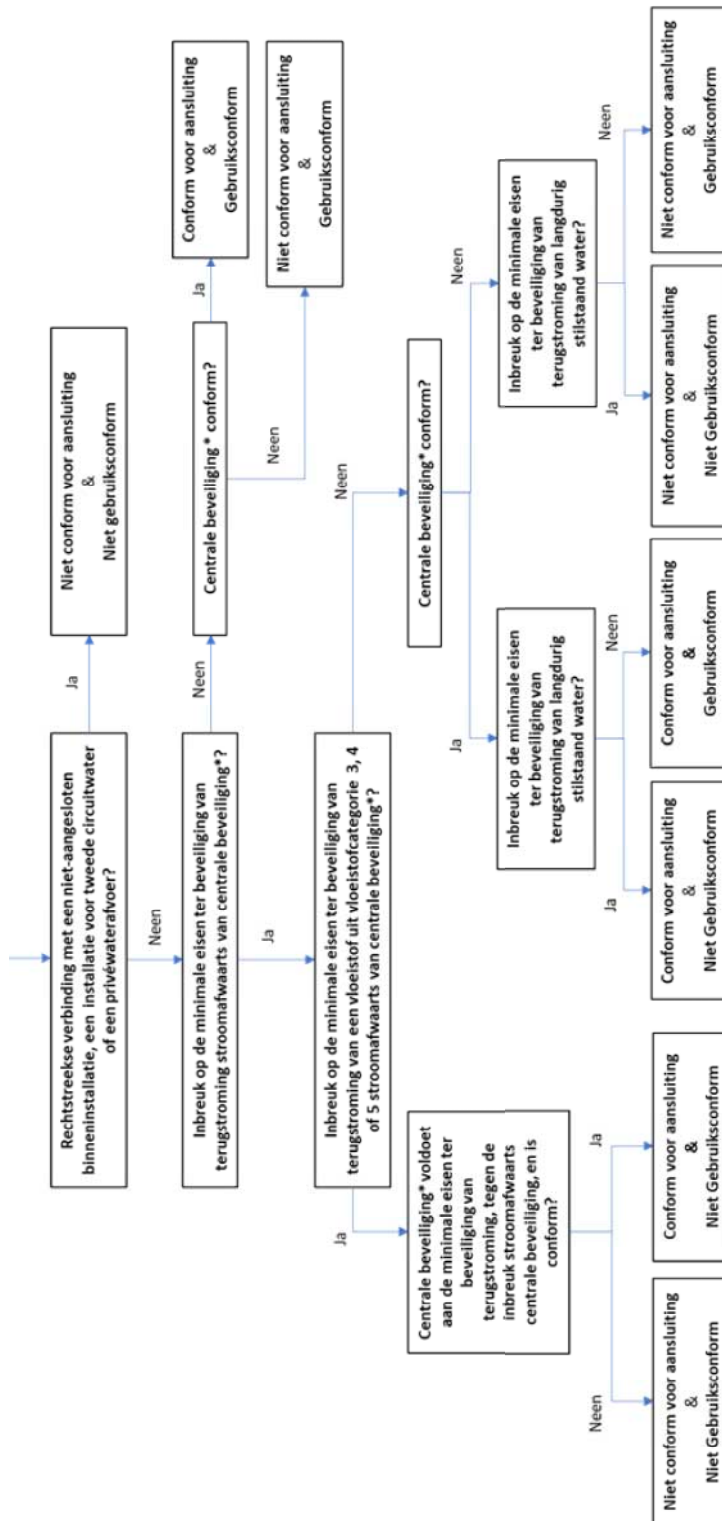 Rechtstreekse verbinding met een niet-aangesloten
binneninstallatie, een installatie voor tweede circuitwater
of een privéwaterafvoer?
Ja
Niet conform voor aansluiting
&
Niet gebruiksconform
Neen
Inbreuk op de minimale eisen ter beveiliging van
terugstroming stroomafwaarts van centrale beveiliging*?
Neen
Centrale beveiliging* conform?
Ja
Conform voor aansluiting
&
Gebruiksconform
Neen
Niet conform voor aansluiting
&
Gebruiksconform
Ja
Inbreuk op de minimale eisen ter beveiliging van
terugstroming van een vloeistof uit vloeistofcategorie 3, 4
of 5 stroomafwaarts van centrale beveiliging*?
Ja
Neen
Centrale beveiliging* voldoet
aan de minimale eisen ter
beveiliging van
terugstroming, tegen de
inbreuk stroomafwaarts
centrale beveiliging, en is
conform?
Centrale beveiliging* conform?
Ja
Neen
Inbreuk op de minimale eisen
ter beveiliging van
terugstroming van langdurig
stilstaand water?
Inbreuk op de minimale eisen
ter beveiliging van
terugstroming van langdurig
stilstaand water?
Neen
Ja
Ja
Neen
Ja
Neen
Niet conform voor aansluiting
&
Niet Gebruiksconform
Conform voor aansluiting
&
Niet Gebruiksconform
Conform voor aansluiting
&
Niet Gebruiksconform
Conform voor aansluiting
&
Gebruiksconform
Niet conform voor aansluiting
&
Niet Gebruiksconform
Niet conform voor aansluiting
&
Gebruiksconform